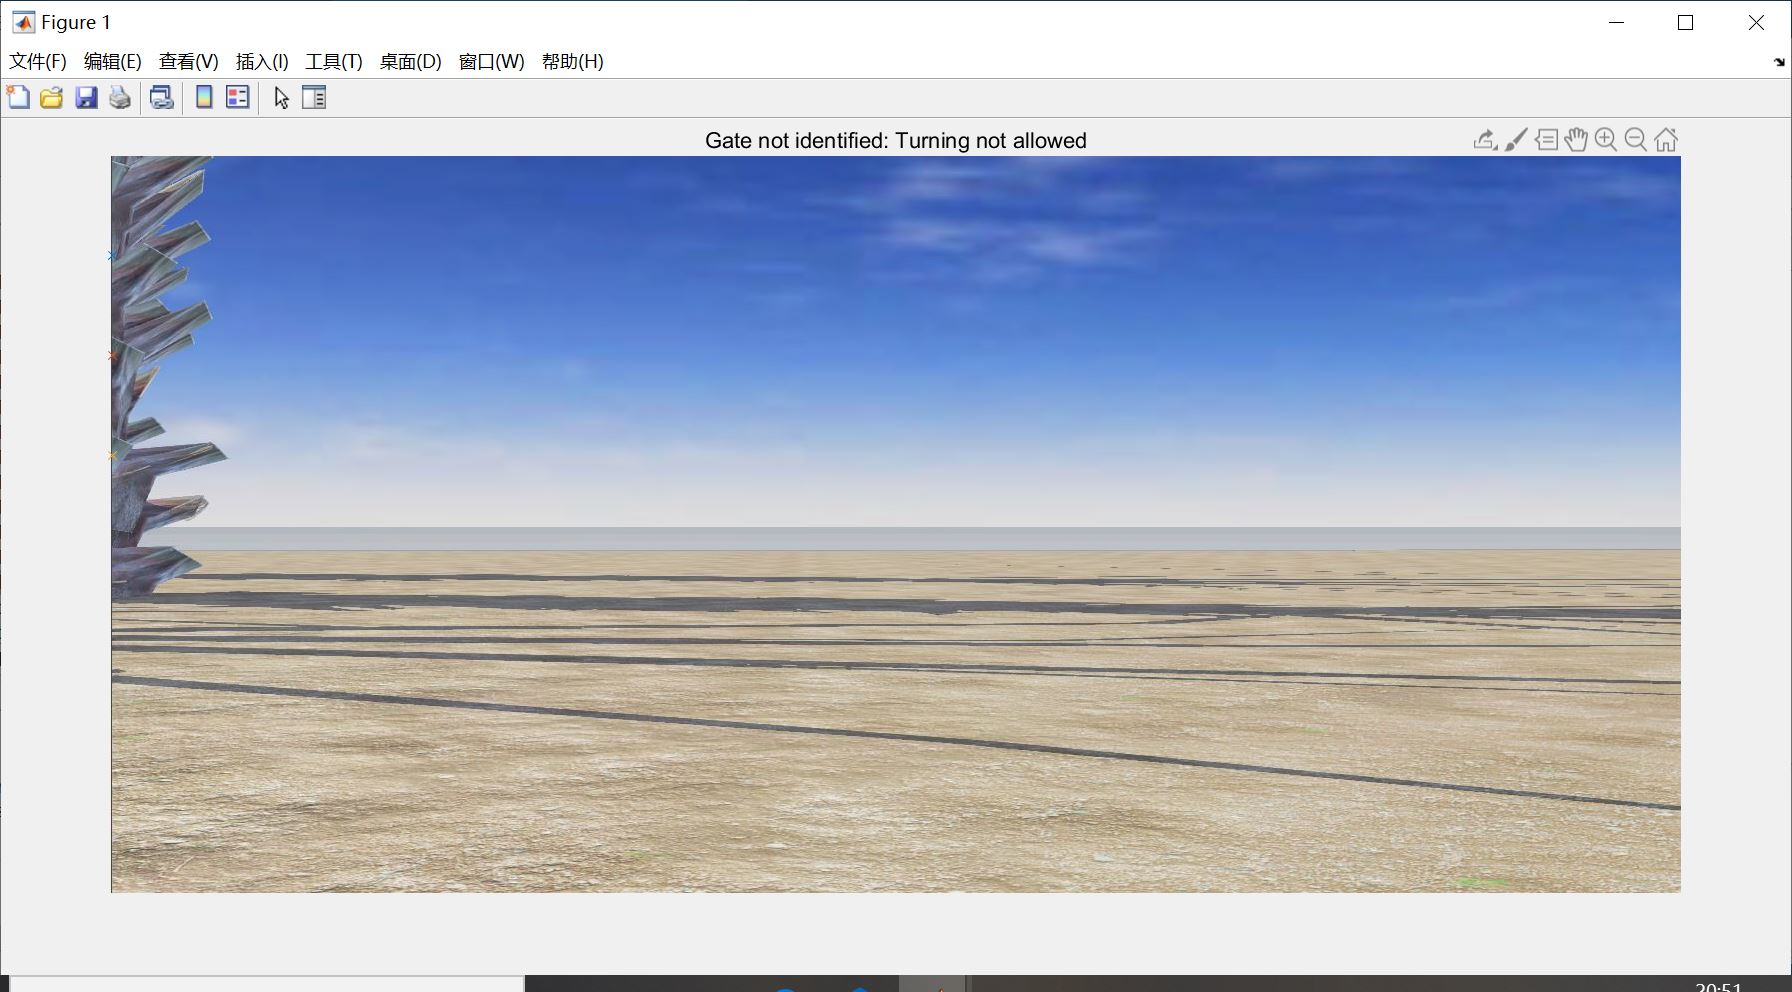 Figure 1
文件(F) 编辑(E) 查看(V) 插入(I) 工具(T) 桌面(D) 窗口(W) 帮助(H)
Gate not identified: Turning not allowed
20:51